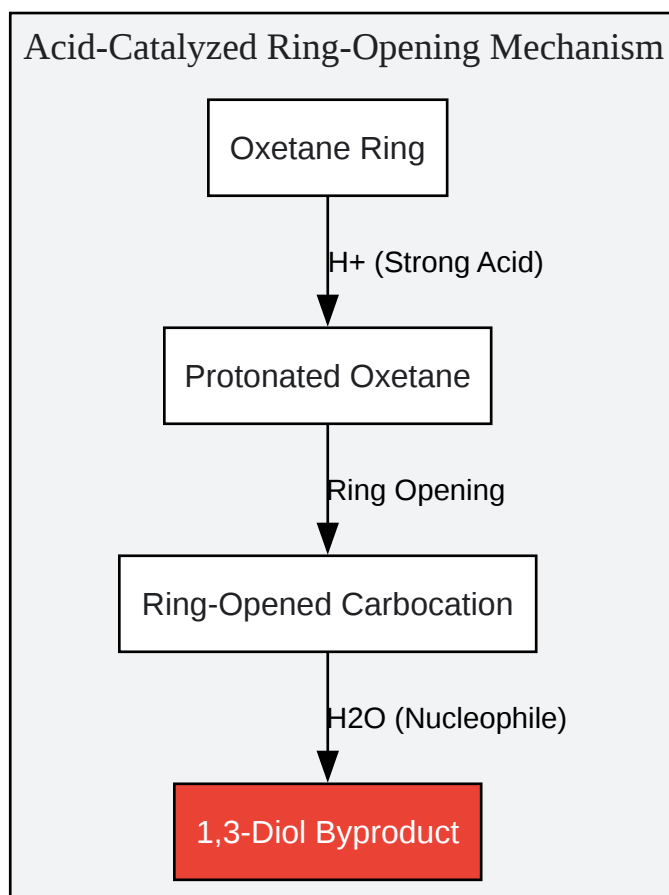 Acid-Catalyzed Ring-Opening Mechanism
Oxetane Ring
H+ (Strong Acid)
Protonated Oxetane
Ring Opening
Ring-Opened Carbocation
H2O (Nucleophile)
1,3-Diol Byproduct